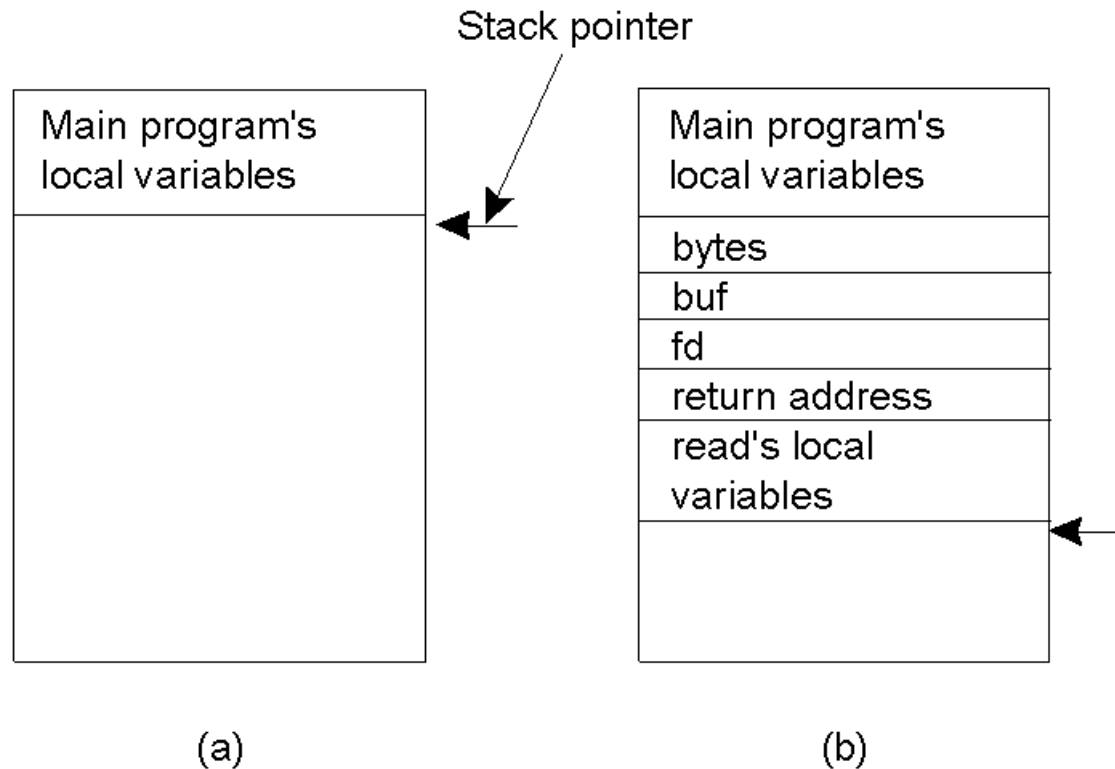 Stack pointer
Main program's
local variables
Main program's
local variables
bytes
buf
fd
return address
read's local
variables
(a)
(b)